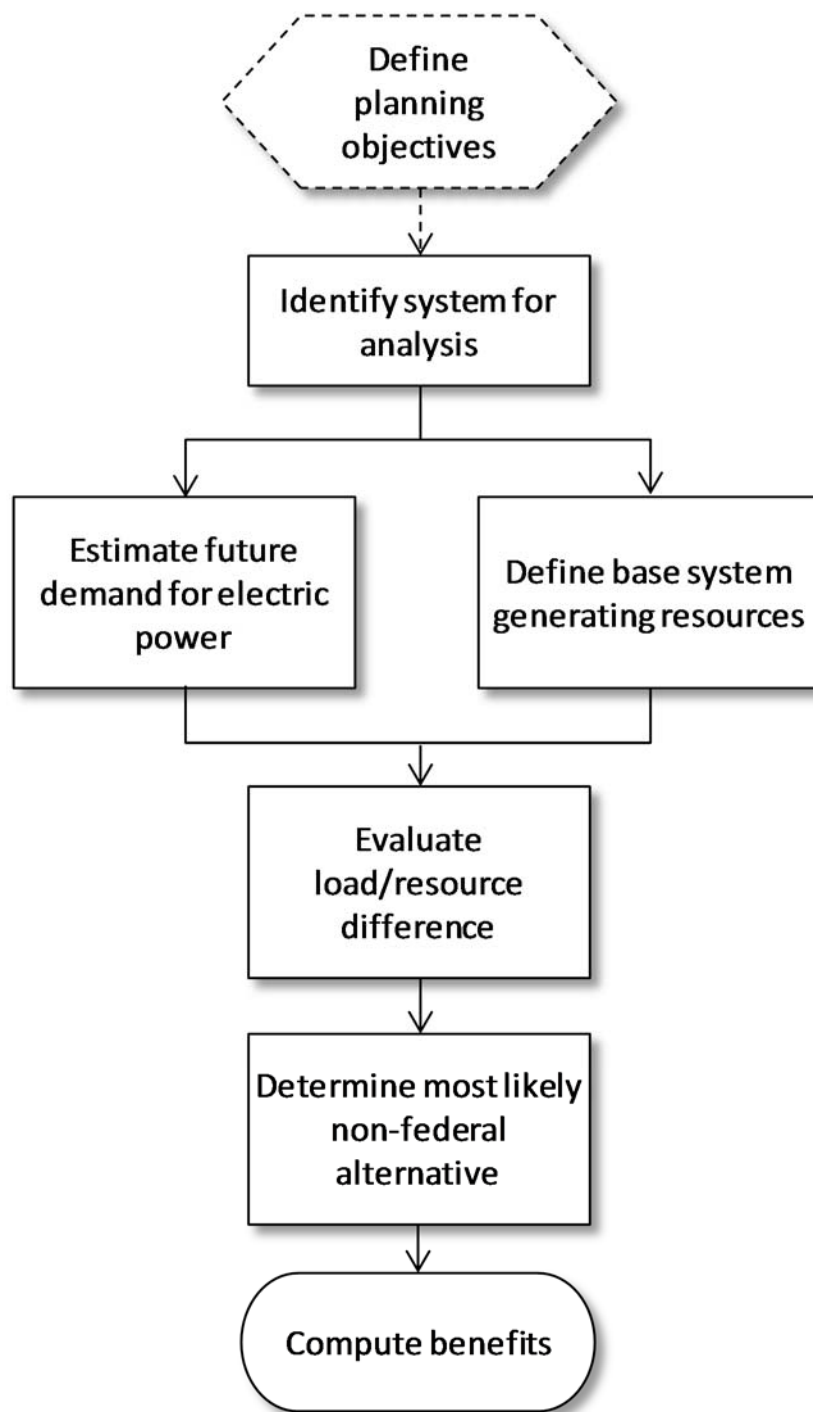 Define
planning
objectives
Identify system for
analysis
Estimate future
demand for electric
power
Define base system
generating resources
Evaluate
load/resource
difference
Determine most likely
non-federal
alternative
Compute benefits